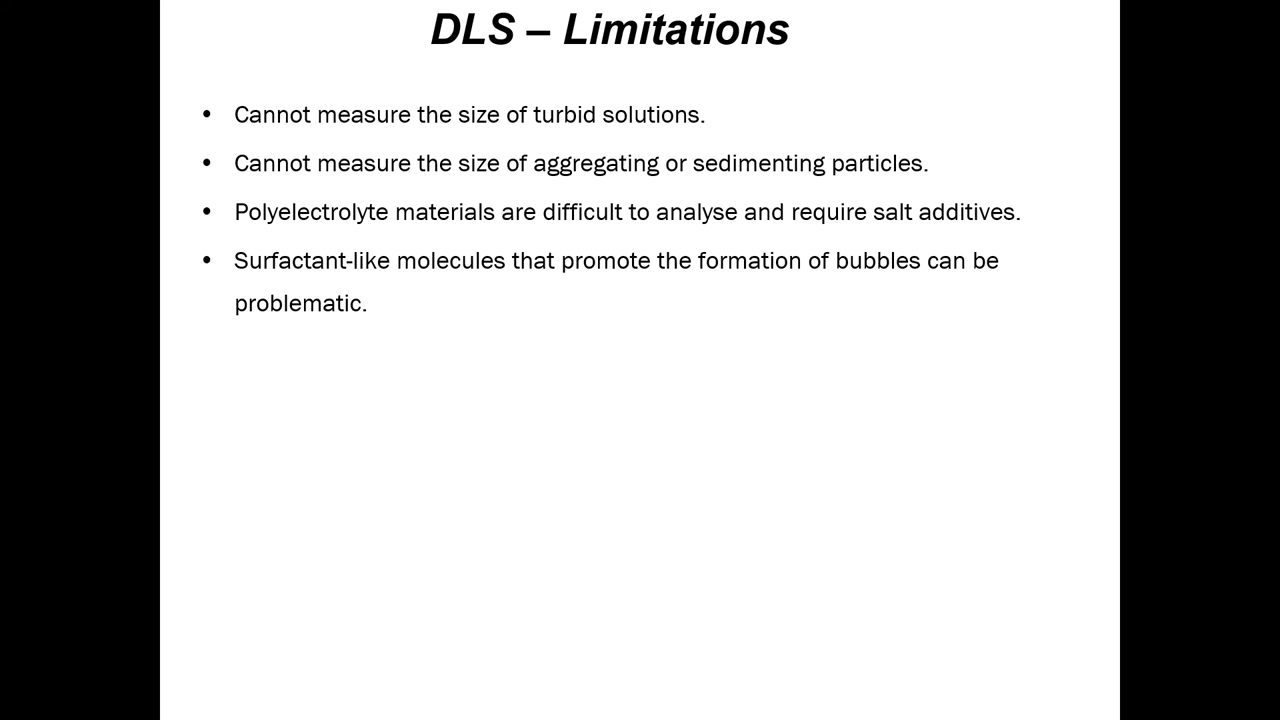 DLS – Limitations
• Cannot measure the size of turbid solutions.
• Cannot measure the size of aggregating or sedimenting particles.
• Polyelectrolyte materials are difficult to analyse and require salt additives.
• Surfactant-like molecules that promote the formation of bubbles can be
problematic.